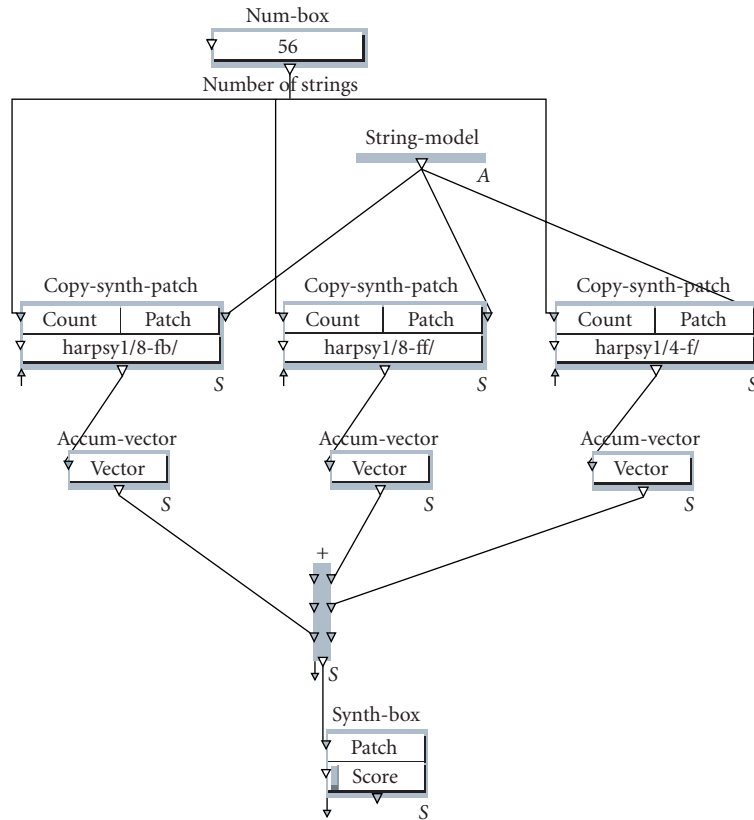 Num-box
56
Number of strings
String-model
A
Copy-synth-patch
Copy-synth-patch
Copy-synth-patch
Count Patch
Count Patch
Count Patch
harpsy1/8-fb/
harpsy1/8-ff/
harpsy1/4-f/
S
S
S
Accum-vector
Accum-vector
Accum-vector
Vector
Vector
Vector
S
S
S
+
S
Synth-box
Patch
Score
S